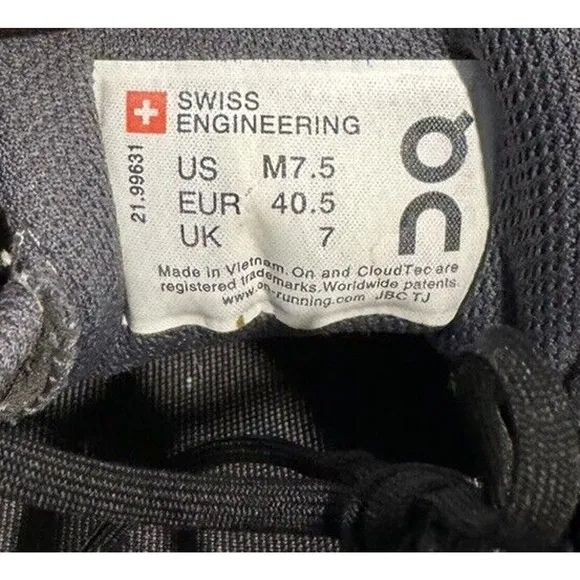 SWISS
ENGINEERING
US M7.5
EUR 40.5
UK 7
21.99631
Made in Vietnam. On and CloudTec are
registered trademarks. Worldwide patents.
www.on-running.com JBC TJ